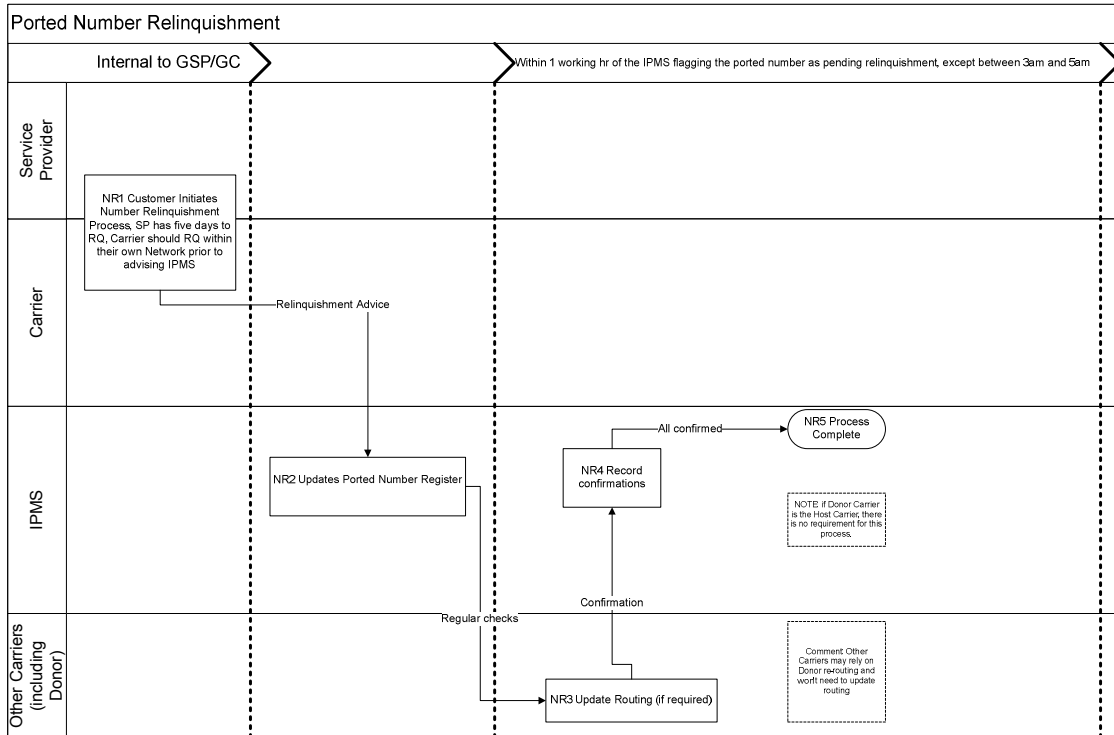 Ported Number Relinquishment
Internal to GSP/GC
Within 1 working hr of the IPMS flagging the ported number as pending relinquishment, except between 3am and 5am
Service
Provider
NR1 Customer Initiates
Number Relinquishment
Process, SP has five days to
RQ, Carrier should RQ within
their own Network prior to
advising IPMS
Carrier
Relinquishment Advice
IPMS
NR2 Updates Ported Number Register
NR4 Record
confirmations
All confirmed
NR5 Process
Complete
NOTE: if Donor Carrier
is the Host Carrier, there
is no requirement for this
process.
Regular checks
Confirmation
Other Carriers
(including
Donor)
NR3 Update Routing (if required)
Comment: Other
Carriers may rely on
Donor re-routing and
won't need to update
routing